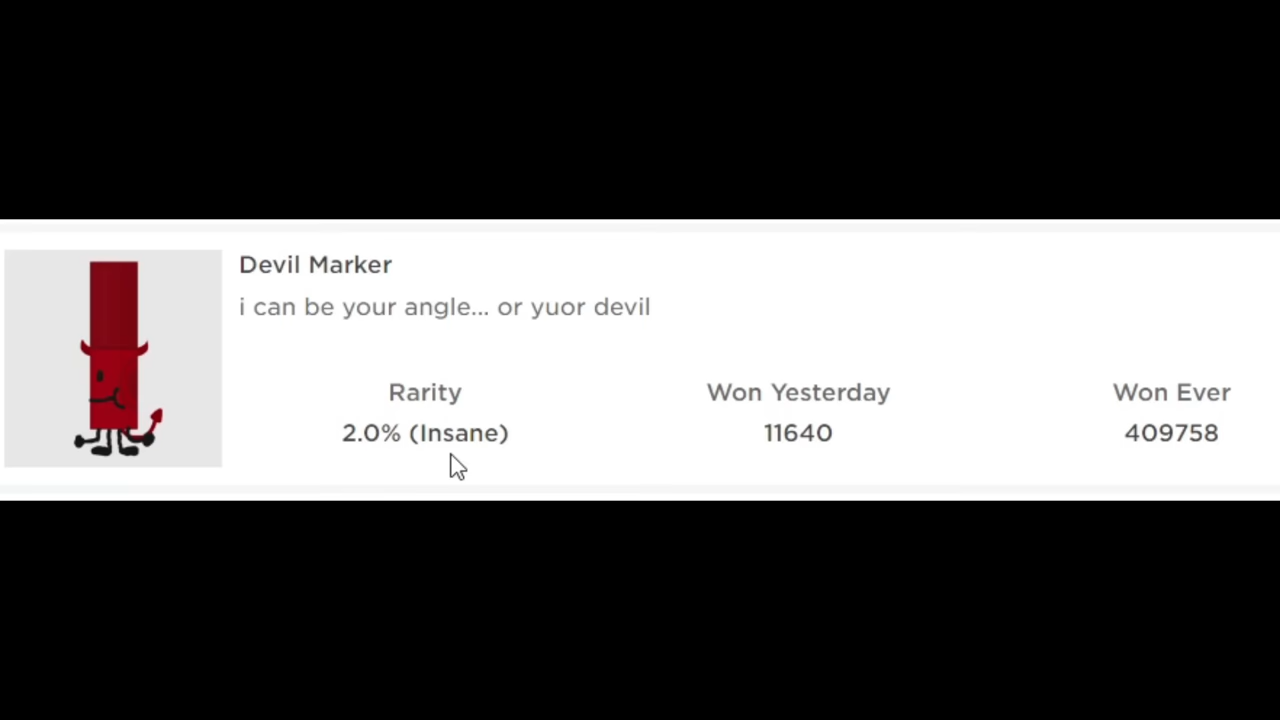 Devil Marker
i can be your angle... or yuor devil
Rarity Won Yesterday Won Ever
2.0% (Insane) 11640 409758